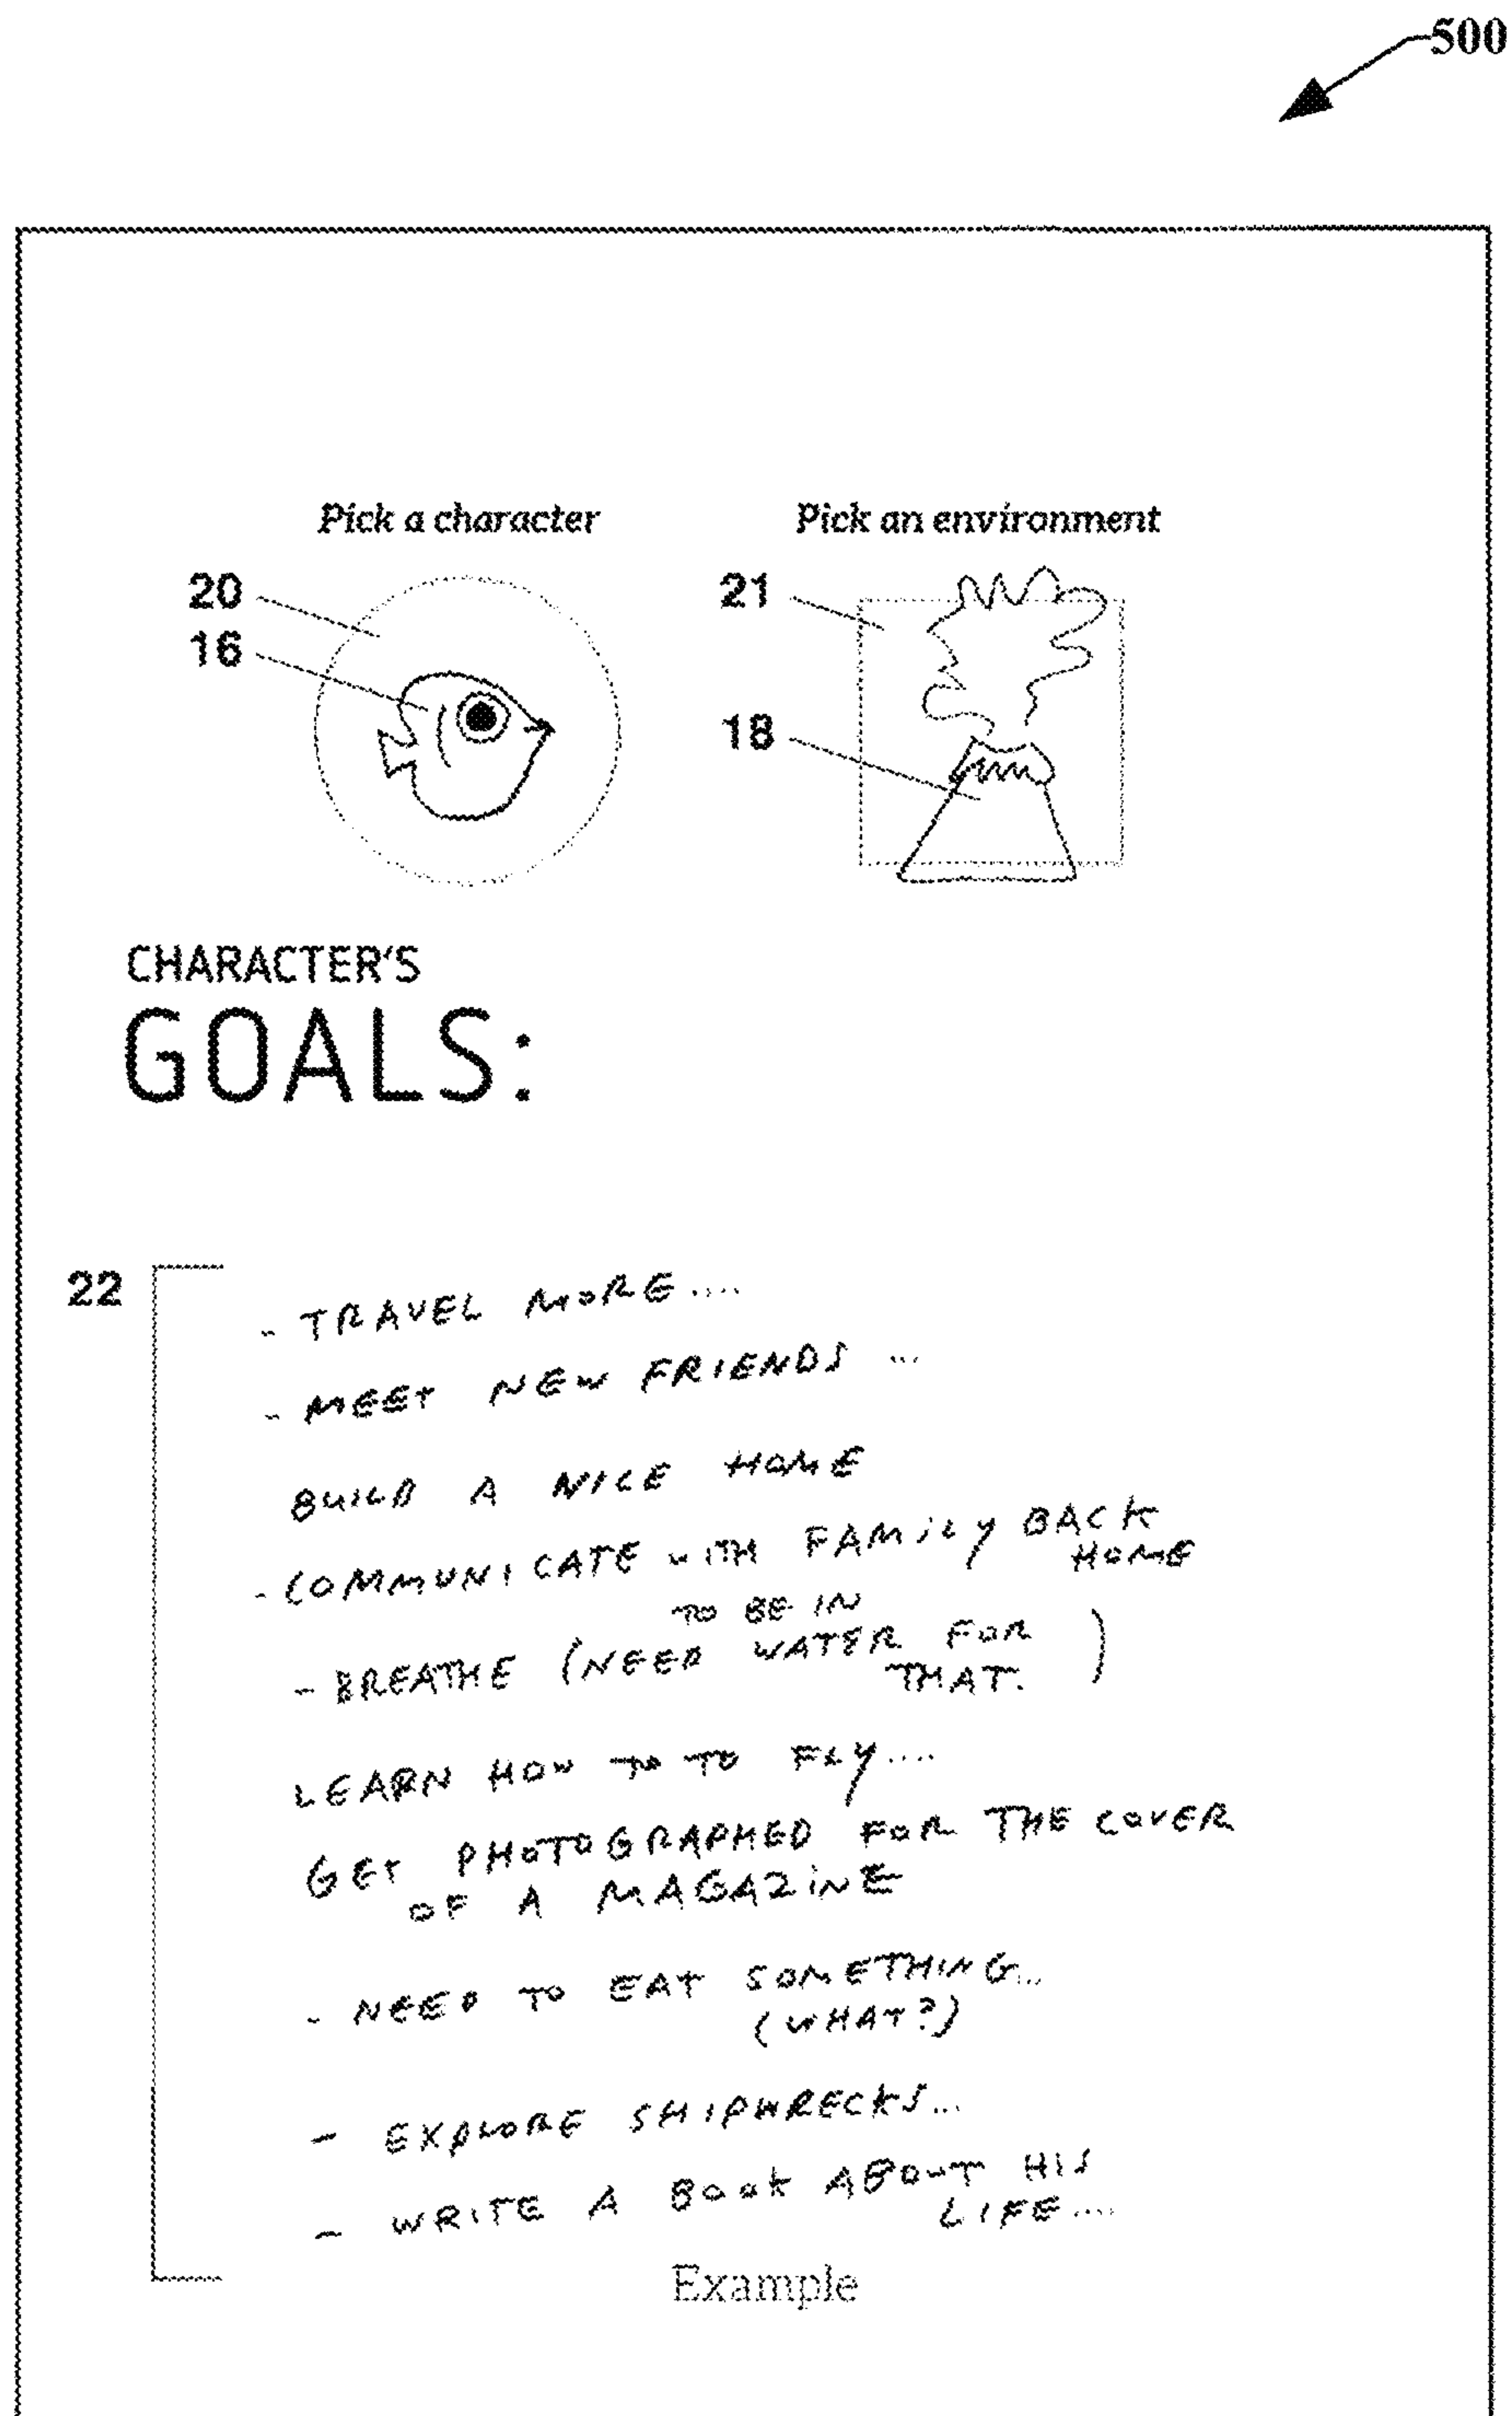 500
Pick a character
Pick an environment
20
16
21
18
CHARACTER'S
GOALS:
22
- TRAVEL MORE....
- MEET NEW FRIENDS ...
BUILD A NICE HOME
- COMMUNICATE WITH FAMILY BACK
HOME
TO BE IN
- BREATHE (NEED WATER FOR
THAT. )
LEARN HOW TO TO FLY....
GET PHOTOGRAPHED FOR THE COVER
OF A MAGAZINE
- NEED TO EAT SOMETHING...
(WHAT?)
- EXPLORE SHIPWRECKS...
- WRITE A BOOK ABOUT HIS
LIFE....
Example